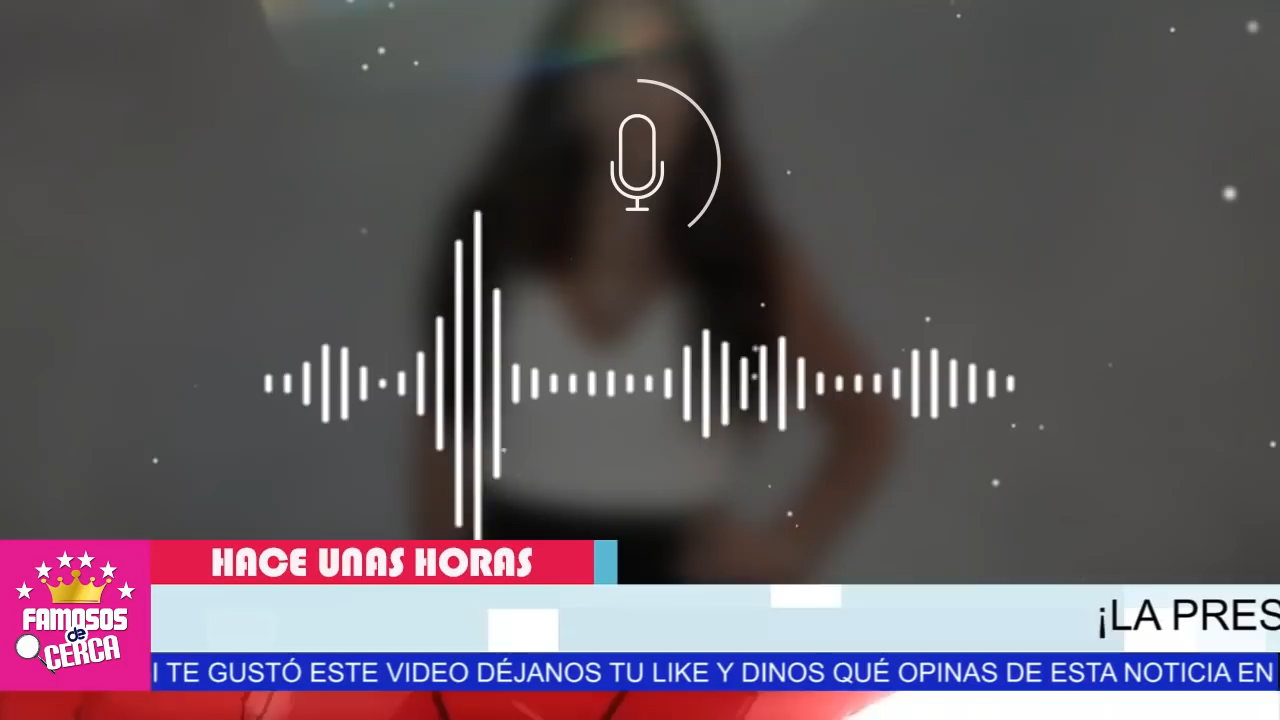 HACE UNAS HORAS
FAMOSOS
de
CERCA
¡LA PRES
I TE GUSTÓ ESTE VIDEO DÉJANOS TU LIKE Y DINOS QUÉ OPINAS DE ESTA NOTICIA EN